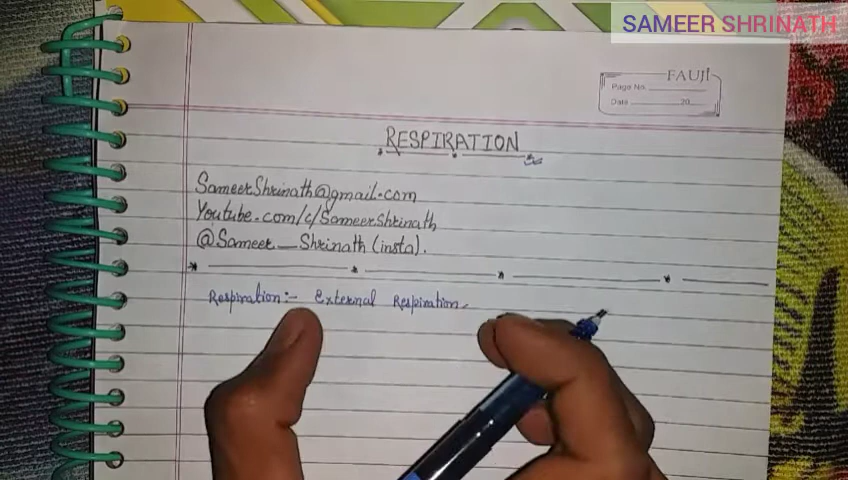 SAMEER SHRINATH
FAUJI
Page No.
Date 20
RESPIRATION
SameerShrinath@gmail.com
Youtube.com/c/SameerShrinath
@Sameer_Shrinath (insta).
Respiration:- External Respiration